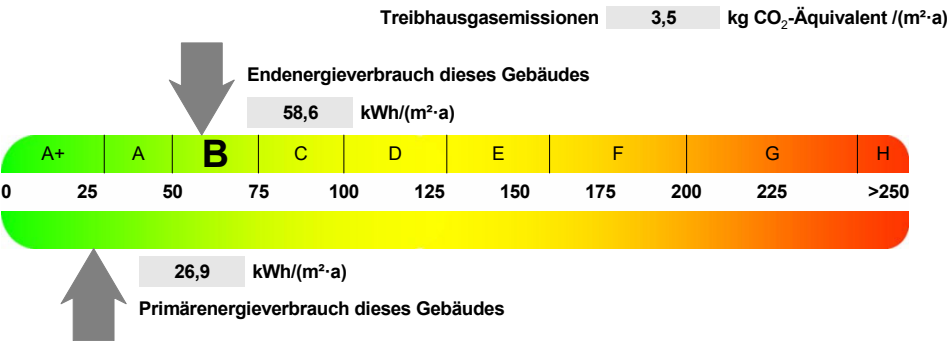 Treibhausgasemissionen 3,5 kg CO₂-Äquivalent /(m²·a)
Endenergieverbrauch dieses Gebäudes
58,6 kWh/(m²·a)
A+ A B C D E F G H
0 25 50 75 100 125 150 175 200 225 >250
26,9 kWh/(m²·a)
Primärenergieverbrauch dieses Gebäudes